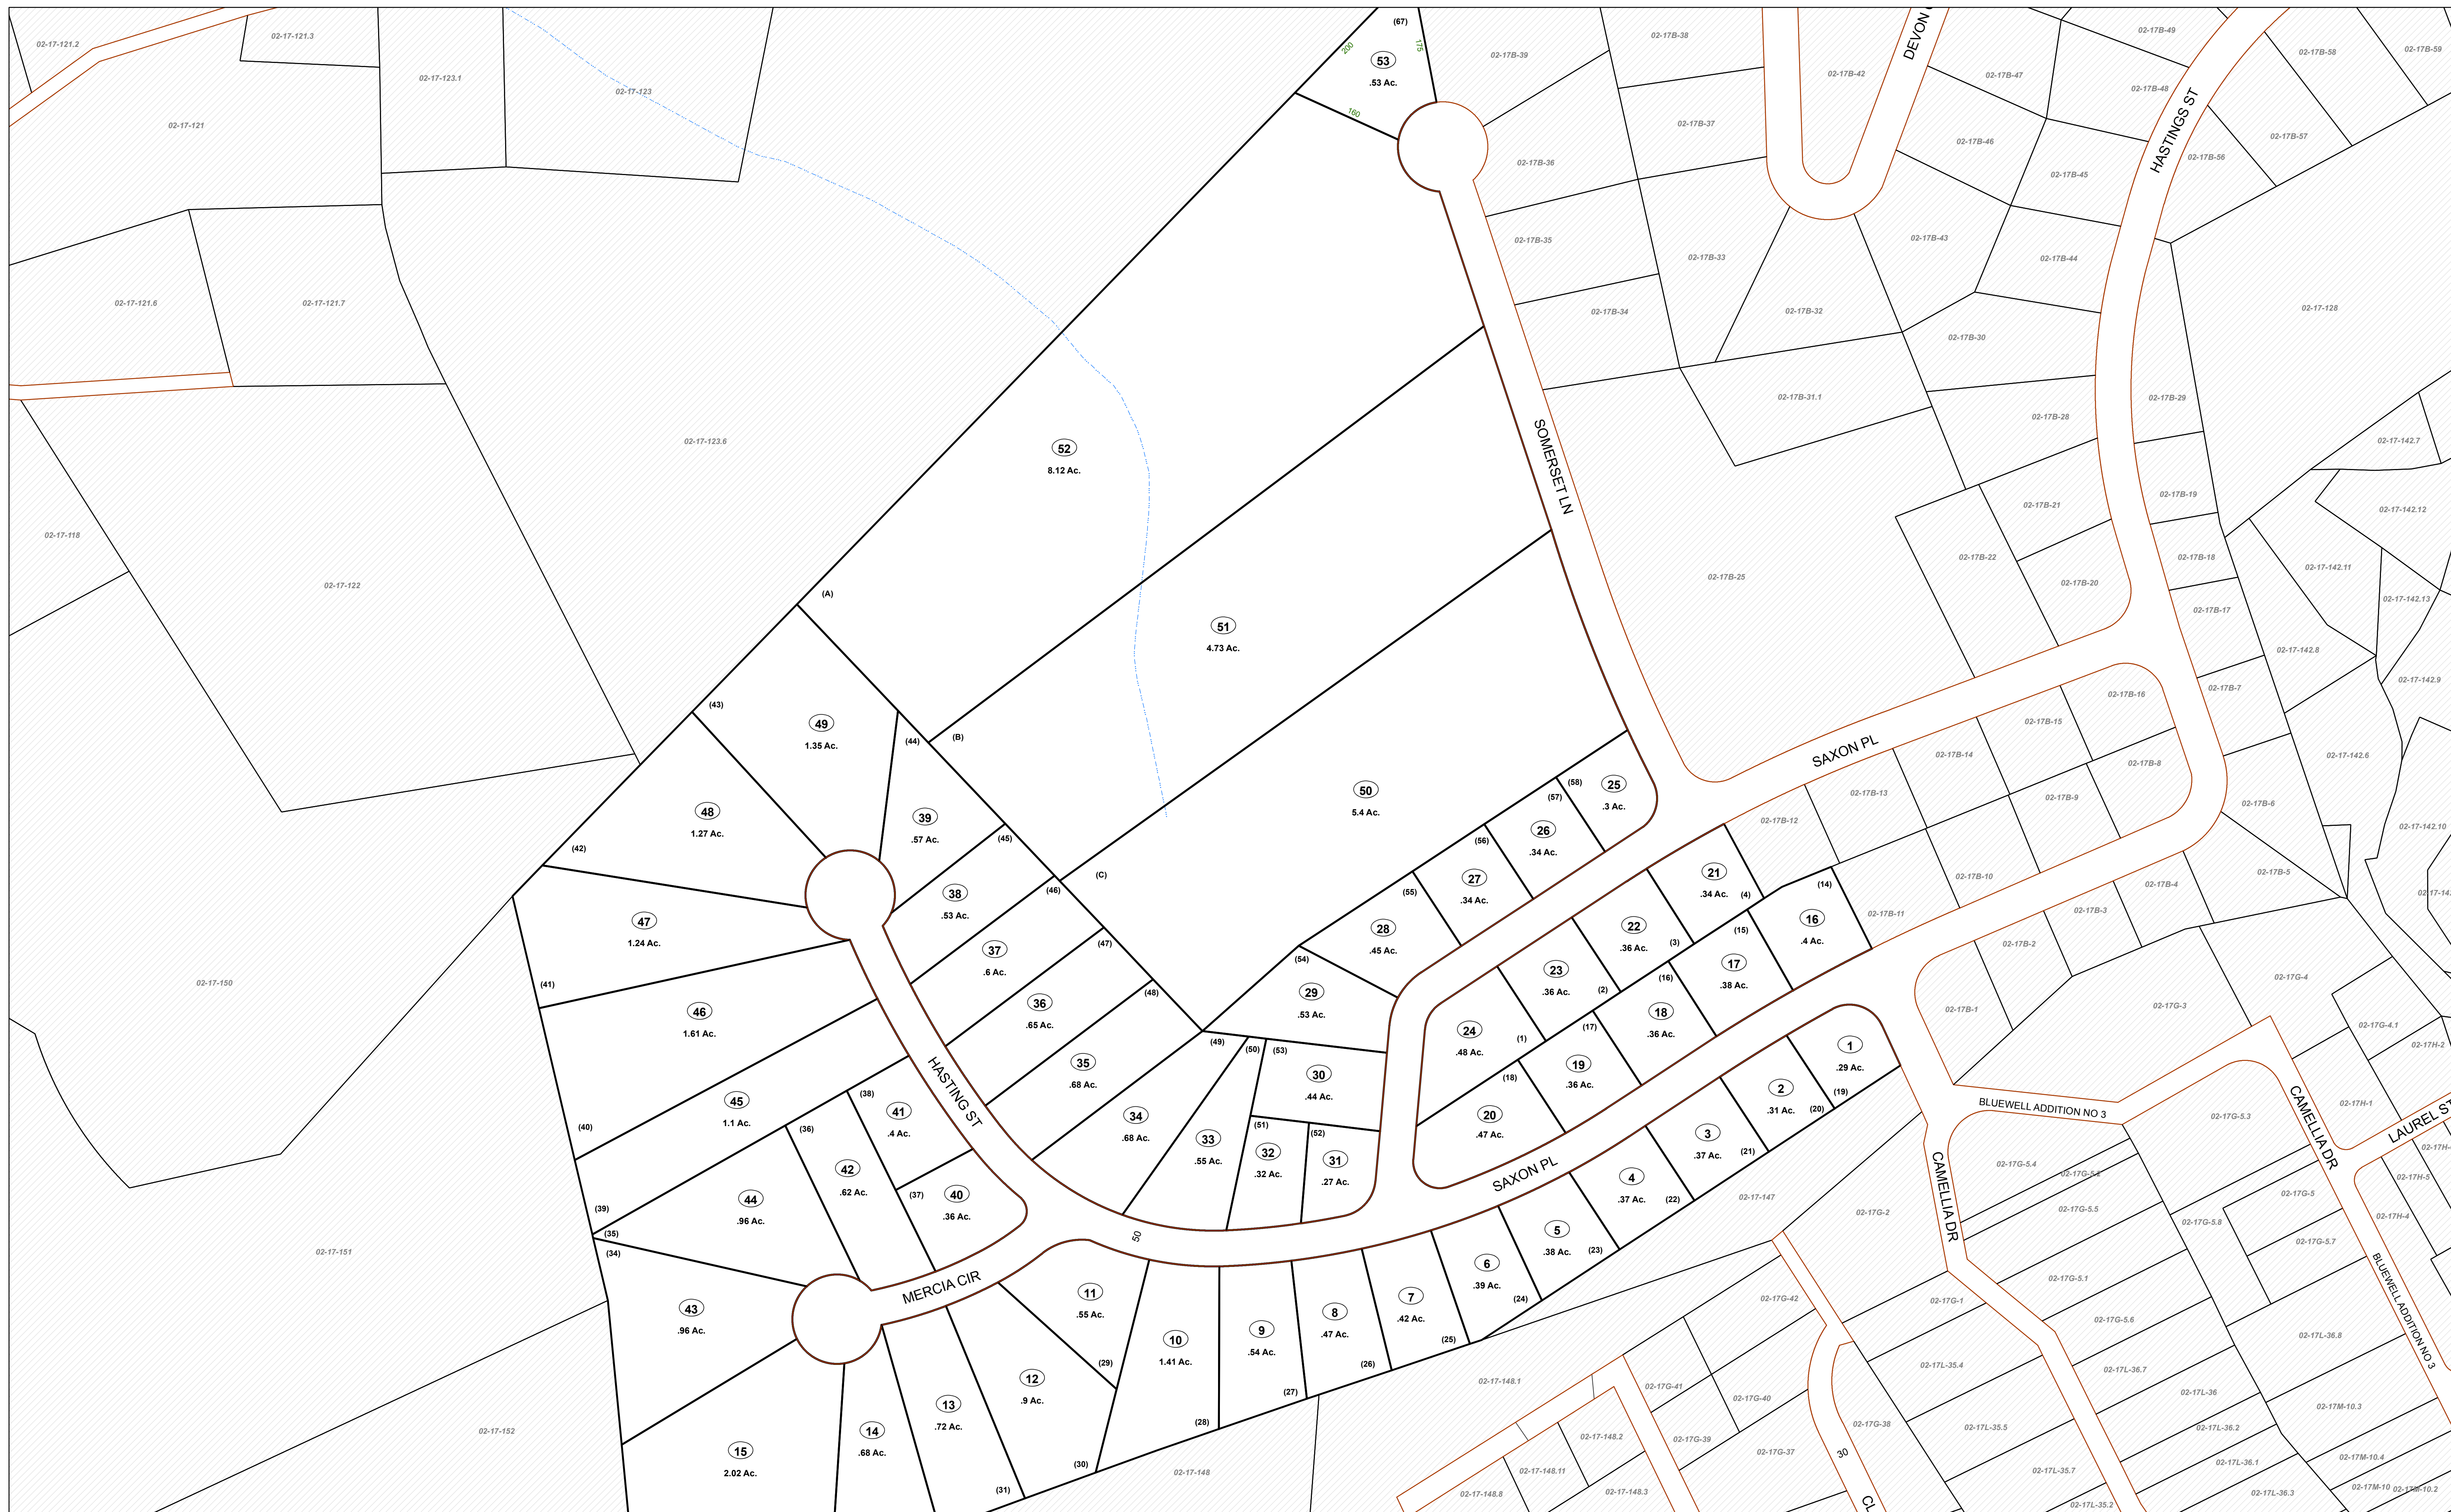 02-17-121.2
02-17-121.3
02-17-123.1
02-17-123
02-17-121
02-17-121.6
02-17-121.7
02-17-118
02-17-122
02-17-123.6
02-17-150
02-17-151
02-17-152
(67)
53
.53 Ac.
200
175
160
02-17B-39
02-17B-38
02-17B-37
02-17B-36
02-17B-35
02-17B-34
02-17B-33
02-17B-32
02-17B-42
DEVON
02-17B-49
02-17B-47
02-17B-48
02-17B-46
02-17B-45
02-17B-43
02-17B-44
HASTINGS ST
02-17B-58
02-17B-59
02-17B-57
02-17B-56
02-17-128
02-17B-30
02-17B-31.1
02-17B-28
02-17B-29
02-17-142.7
02-17B-21
02-17B-19
02-17-142.12
02-17B-22
02-17B-18
02-17B-20
02-17-142.11
02-17-142.13
02-17B-17
02-17B-25
02-17-142.8
02-17-142.9
02-17B-7
02-17B-16
02-17B-15
02-17B-14
02-17B-8
02-17-142.6
02-17B-13
02-17B-9
02-17B-6
02-17B-12
02-17-142.10
02-17B-10
02-17B-5
02-17B-4
02-17B-11
02-17B-3
02-17B-2
02-17B-1
02-17G-4
02-17G-3
02-17G-4.1
02-17H-2
02-17H-1
SOMERSET LN
SAXON PL
52
8.12 Ac.
(A)
51
4.73 Ac.
(B)
50
5.4 Ac.
(C)
(43)
49
1.35 Ac.
(44)
48
1.27 Ac.
(42)
39
.57 Ac.
(45)
38
.53 Ac.
(46)
47
1.24 Ac.
(41)
37
.6 Ac.
(47)
46
1.61 Ac.
(40)
36
.65 Ac.
(48)
35
.68 Ac.
34
.68 Ac.
(49)
45
1.1 Ac.
(39)
(38)
41
.4 Ac.
(36)
42
.62 Ac.
(37)
40
.36 Ac.
44
.96 Ac.
(35)
(34)
43
.96 Ac.
HASTING ST
MERCIA CIR
50
33
.55 Ac.
(50)
(53)
30
.44 Ac.
(51)
32
.32 Ac.
(52)
31
.27 Ac.
(58)
25
.3 Ac.
(57)
26
.34 Ac.
(56)
27
.34 Ac.
(55)
28
.45 Ac.
(54)
29
.53 Ac.
21
.34 Ac.
(4)
(14)
16
.4 Ac.
22
.36 Ac.
(3)
(15)
17
.38 Ac.
23
.36 Ac.
(2)
(16)
18
.36 Ac.
24
.48 Ac.
(1)
(17)
19
.36 Ac.
(18)
20
.47 Ac.
SAXON PL
1
.29 Ac.
(19)
2
.31 Ac.
(20)
3
.37 Ac.
(21)
4
.37 Ac.
(22)
5
.38 Ac.
(23)
6
.39 Ac.
(24)
7
.42 Ac.
(25)
8
.47 Ac.
(26)
9
.54 Ac.
(27)
10
1.41 Ac.
(28)
11
.55 Ac.
(29)
12
.9 Ac.
(30)
13
.72 Ac.
(31)
14
.68 Ac.
15
2.02 Ac.
02-17-148
02-17-148.1
02-17-147
02-17G-2
BLUEWELL ADDITION NO 3
CAMELLIA DR
CAMELLIA DR
LAUREL ST
BLUEWELL ADDITION NO 3
02-17G-5.3
02-17G-5.4
02-17G-5.5
02-17G-5
02-17G-5.8
02-17G-5.7
02-17H-5
02-17H-4
02-17G-5.1
02-17G-1
02-17G-5.6
02-17G-42
02-17G-41
02-17G-40
02-17G-39
02-17G-38
02-17G-37
30
02-17-148.2
02-17-148.11
02-17-148.8
02-17-148.3
02-17L-35.4
02-17L-35.5
02-17L-35.7
02-17L-35.2
02-17L-36.8
02-17L-36.7
02-17L-36
02-17L-36.2
02-17L-36.1
02-17L-36.3
02-17M-10.3
02-17M-10.4
02-17M-10
02-17M-10.2